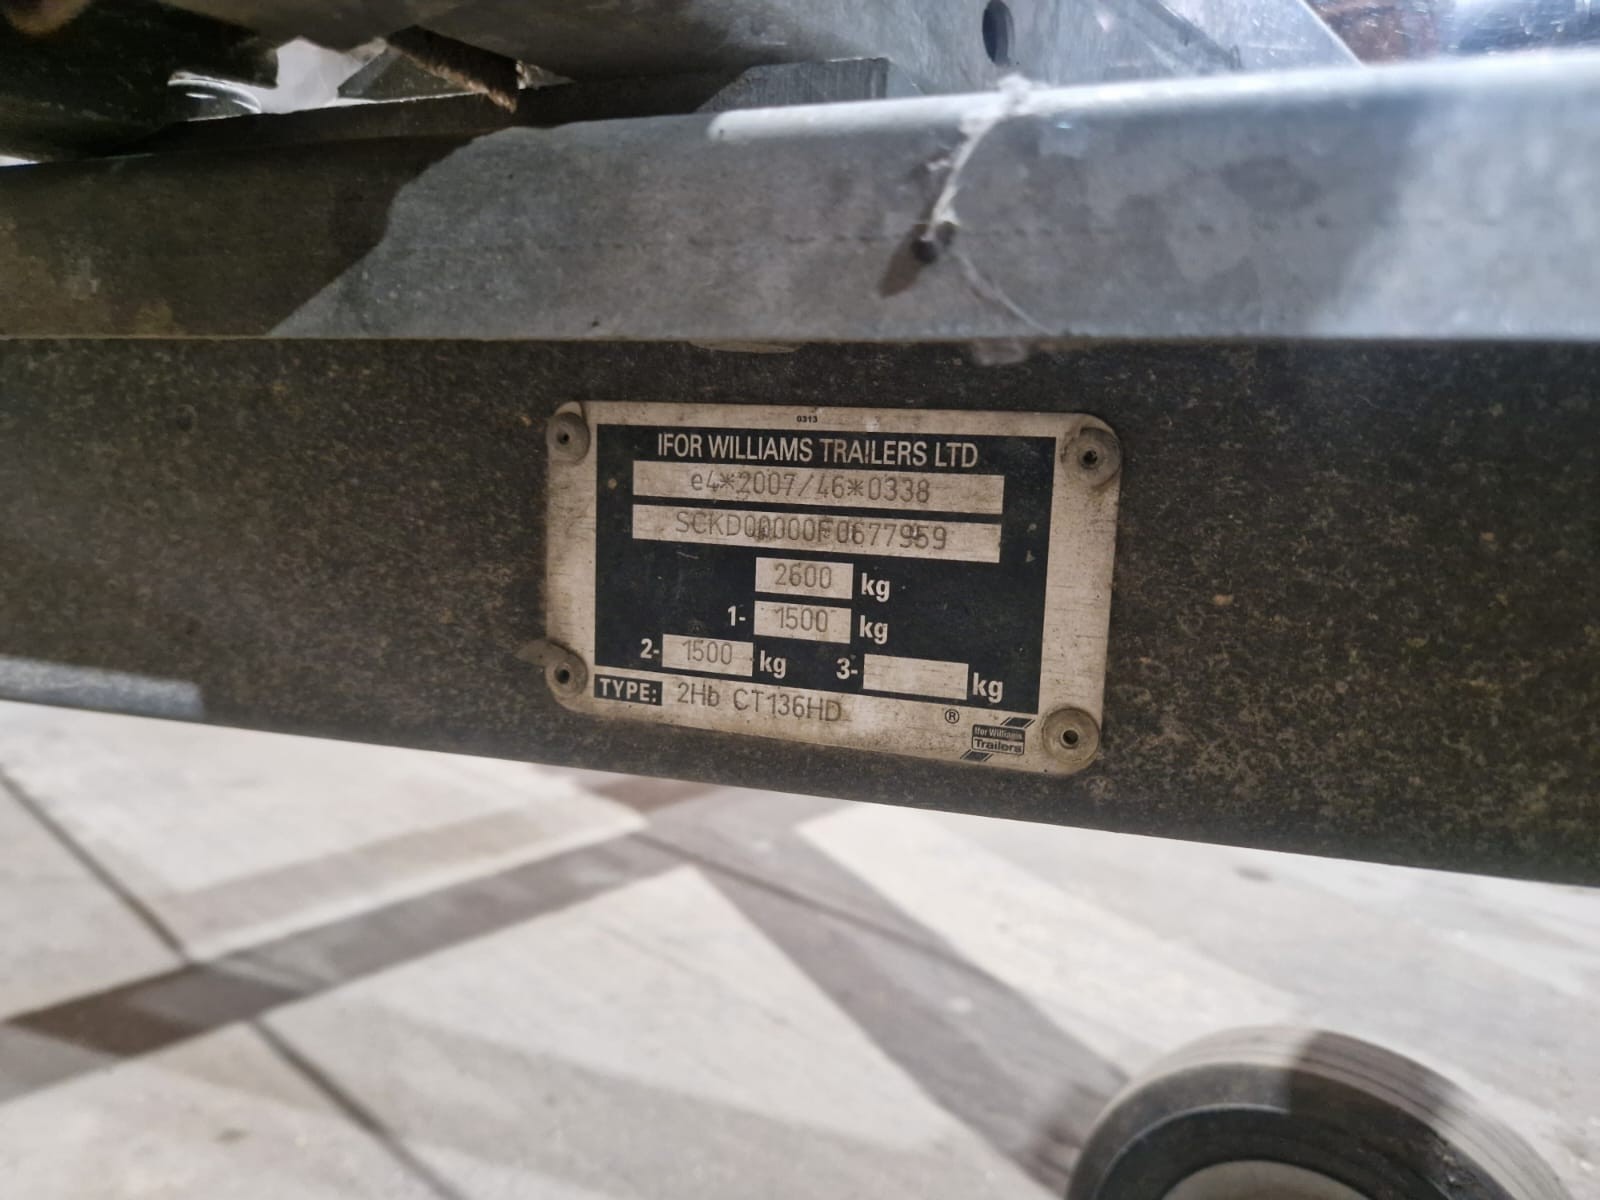 0313
IFOR WILLIAMS TRAILERS LTD
e4*2007/46*0338
SCKD00000F0677959
2600 kg
1- 1500 kg
2- 1500 kg 3- kg
TYPE: 2Hb CT136HD ®
Ifor Williams
Trailers